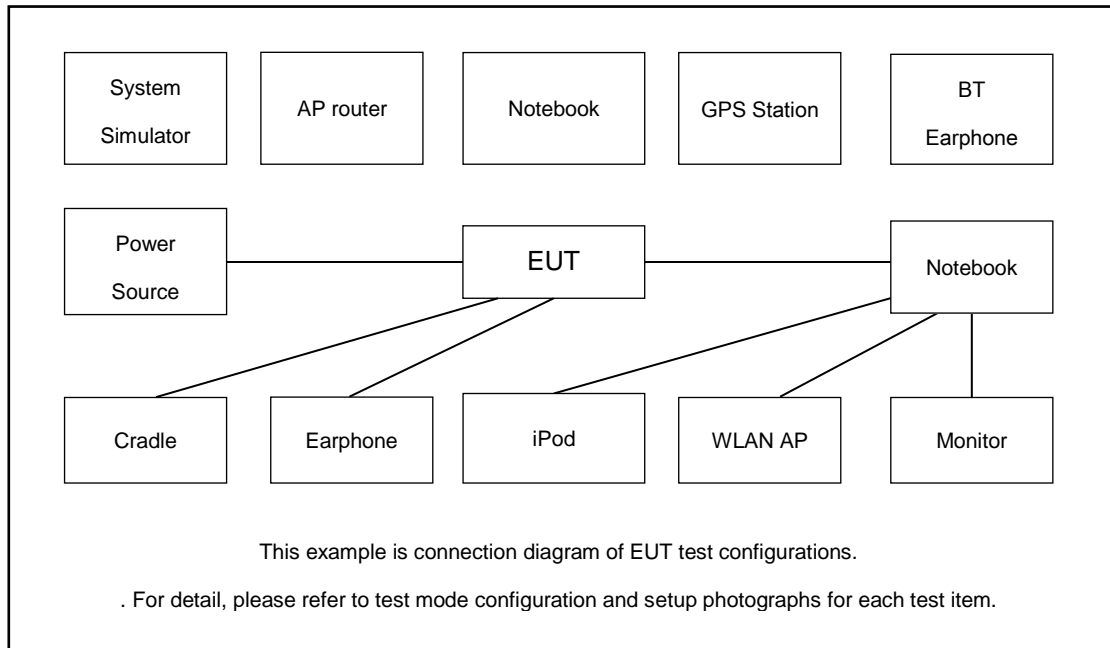 System
Simulator
AP router
Notebook
GPS Station
BT
Earphone
Power
Source
EUT
Notebook
Cradle
Earphone
iPod
WLAN AP
Monitor
This example is connection diagram of EUT test configurations.
. For detail, please refer to test mode configuration and setup photographs for each test item.